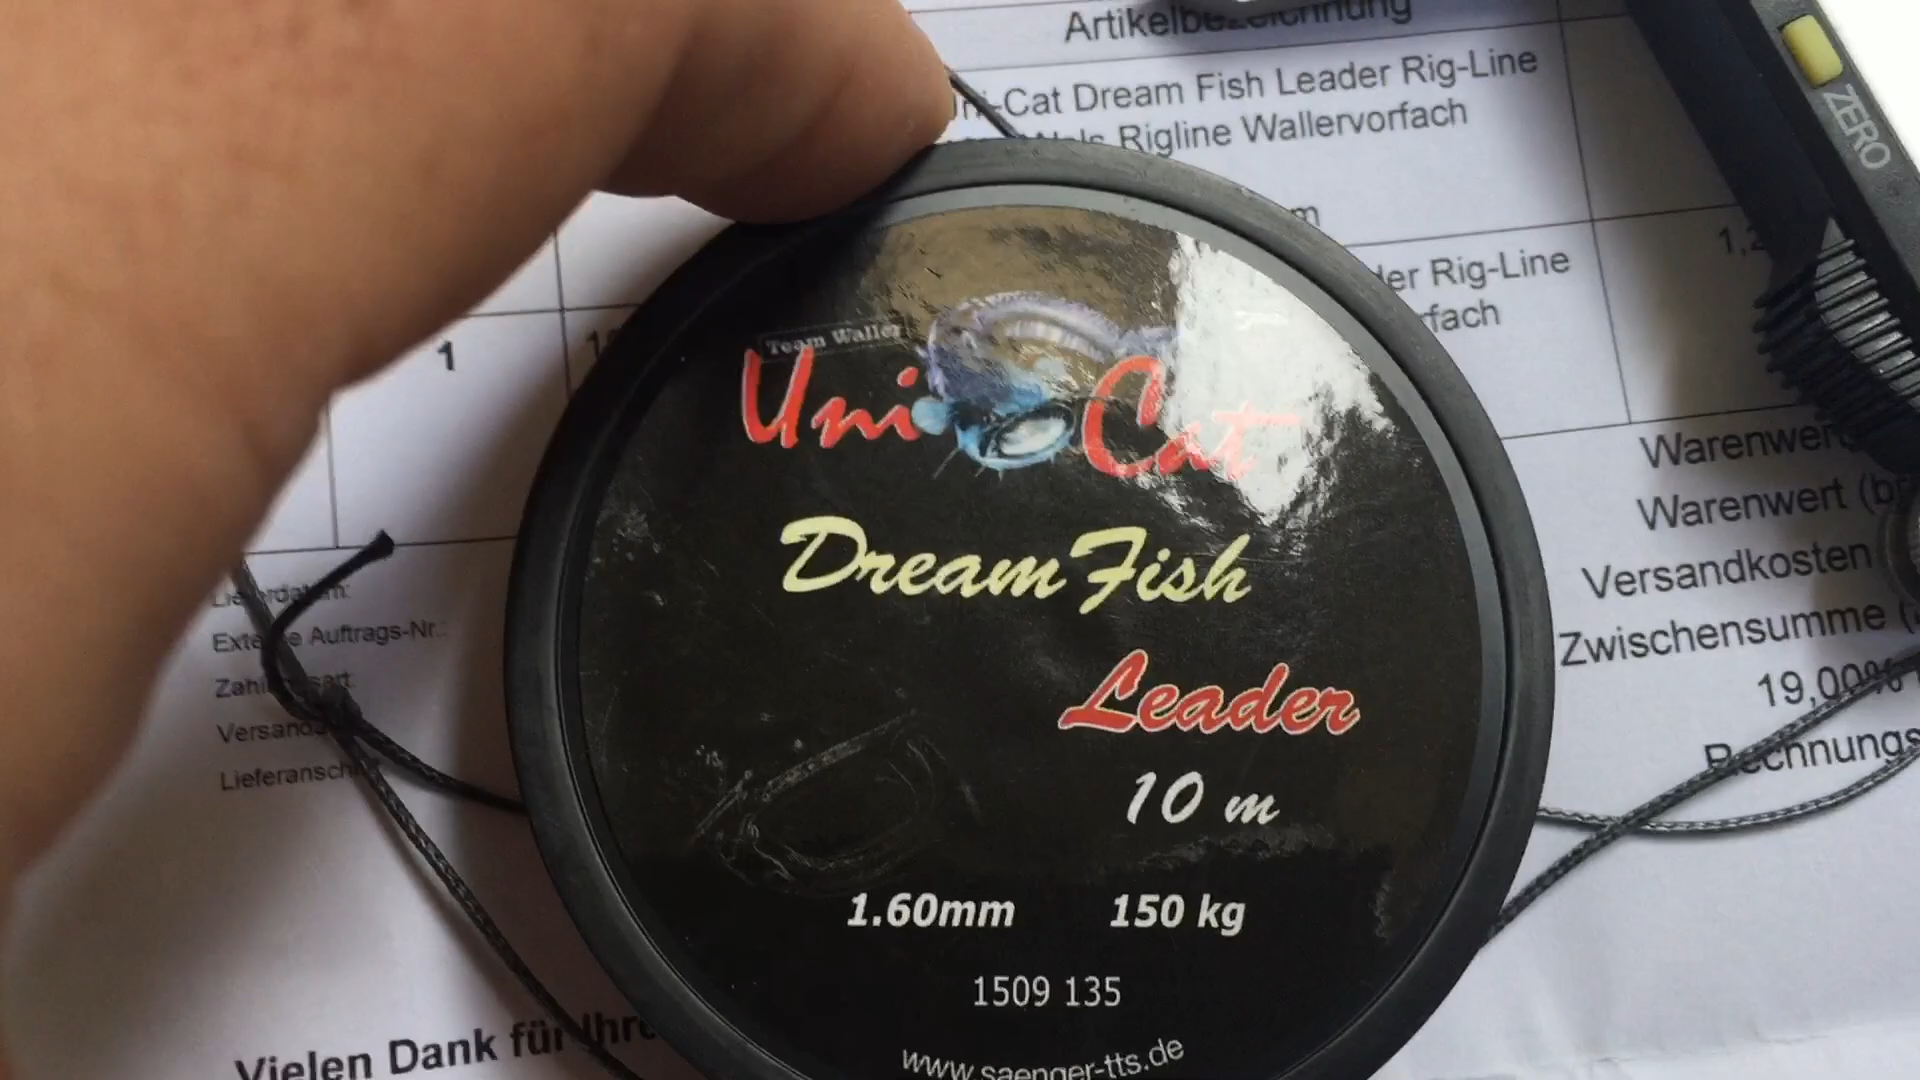 Artikelbezeichnung
Uni-Cat Dream Fish Leader Rig-Line
Wels Rigline Wallervorfach
m
ZERO
der Rig-Line
rfach
1,2
1
Team Waller
Uni Cat
Dream Fish
Leader
10 m
1.60mm 150 kg
1509 135
www.saenger-tts.de
Warenwert
Warenwert (br
Versandkosten
Zwischensumme (
19,00%
Rechnungs
Lieferdatum:
Externe Auftrags-Nr.:
Zahlungsart:
Versand
Lieferanschri
Vielen Dank für Ihre